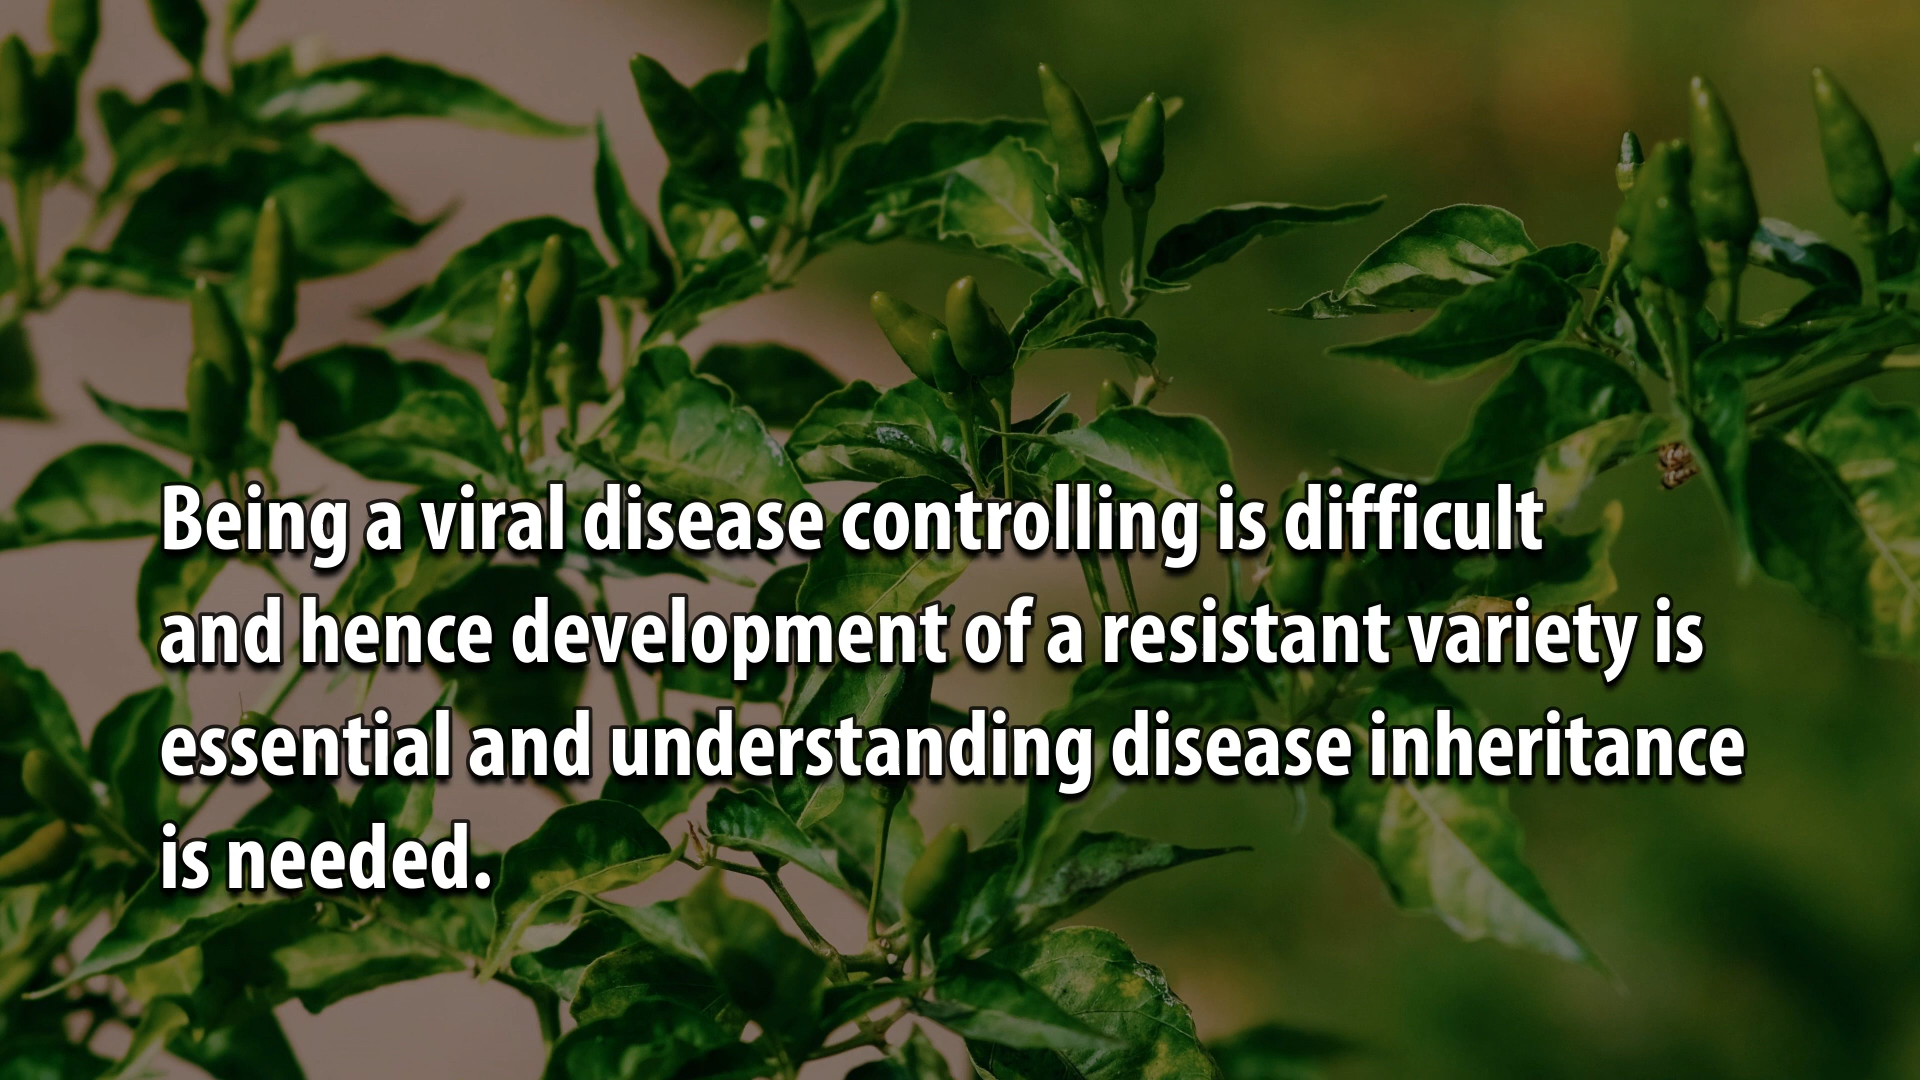 Being a viral disease controlling is difficult
and hence development of a resistant variety is
essential and understanding disease inheritance
is needed.